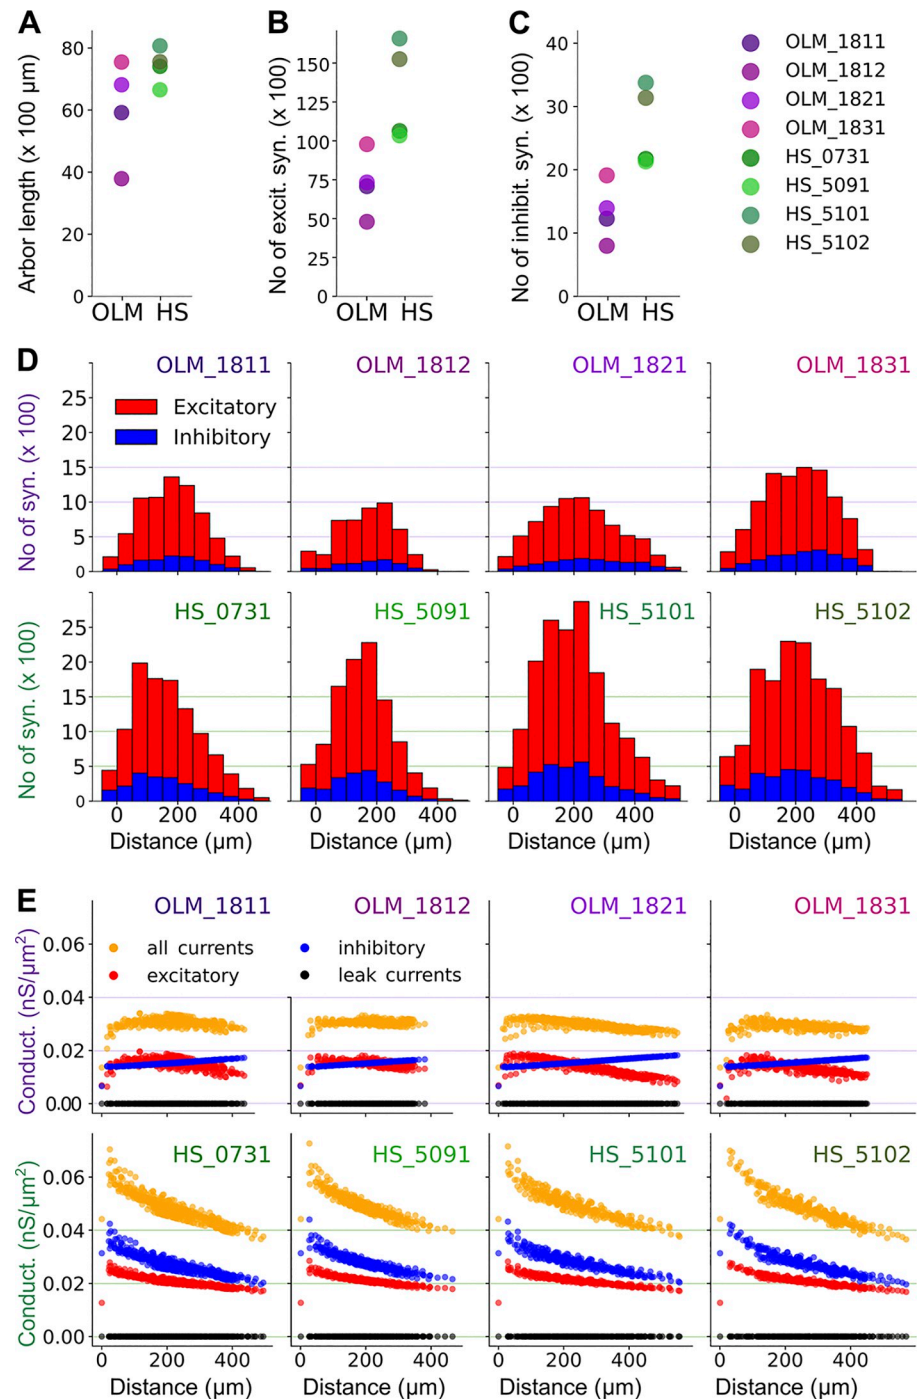 A
Arbor length (x 100 µm)
80
60
40
20
0
OLM HS
B
No of excit. syn. (x 100)
150
125
100
75
50
25
0
OLM HS
C
No of inhibit. syn. (x 100)
40
30
20
10
0
OLM HS
OLM_1811
OLM_1812
OLM_1821
OLM_1831
HS_0731
HS_5091
HS_5101
HS_5102
D
OLM_1811 OLM_1812 OLM_1821 OLM_1831
No of syn. (x 100)
25
20
15
10
5
0
Excitatory
Inhibitory
HS_0731 HS_5091 HS_5101 HS_5102
No of syn. (x 100)
25
20
15
10
5
0
0 200 400 0 200 400 0 200 400 0 200 400
Distance (µm) Distance (µm) Distance (µm) Distance (µm)
E
OLM_1811 OLM_1812 OLM_1821 OLM_1831
Conduct. (nS/µm²)
0.06
0.04
0.02
0.00
all currents
excitatory
inhibitory
leak currents
HS_0731 HS_5091 HS_5101 HS_5102
Conduct. (nS/µm²)
0.06
0.04
0.02
0.00
0 200 400 0 200 400 0 200 400 0 200 400
Distance (µm) Distance (µm) Distance (µm) Distance (µm)